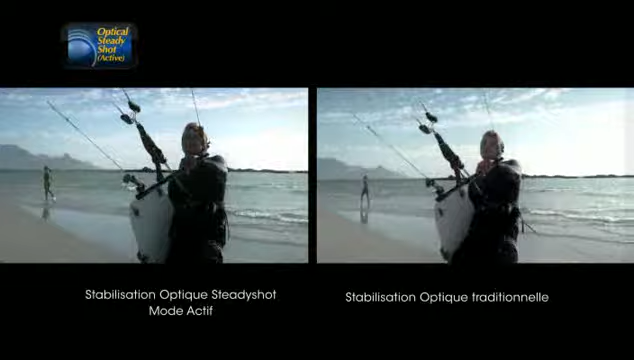 Optical
Steady
Shot
(Active)
Stabilisation Optique Steadyshot
Mode Actif
Stabilisation Optique traditionnelle